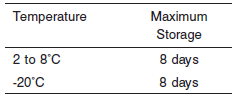 Temperature Maximum
Storage
2 to 8˚C 8 days
-20˚C 8 days